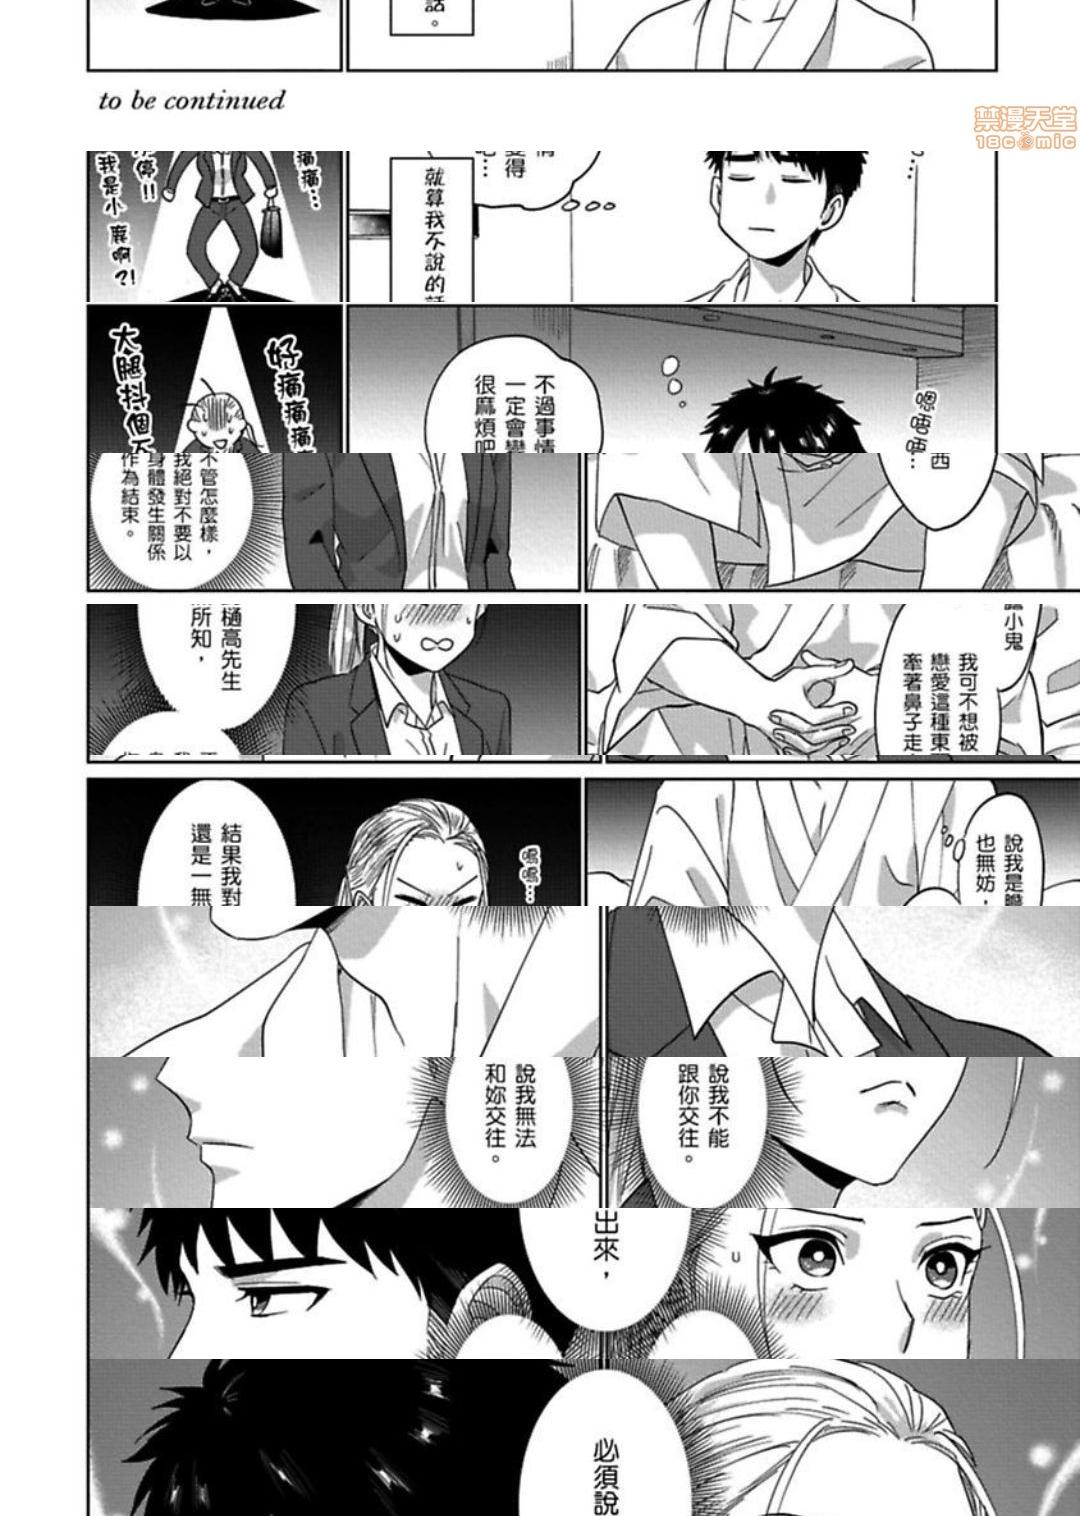 話。
to be continued
禁漫天堂
18comic
變得
就算我不說的
痛痛…
停!!
我是小鹿啊?!
不過事情
一定會
很麻煩吧
好痛痛痛痛
大腿抖個
西
不管怎麼樣，
我絕對不要以
身體發生關係
作為結束。
小鬼
我可不想被
戀愛這種東
牽著鼻子走
樋高先生
所知，
說我是膽
也無妨，
嗚嗚…
結果我對
還是一無
說我不能
跟你交往。
說我無法
和妳交往。
出來，
必須說